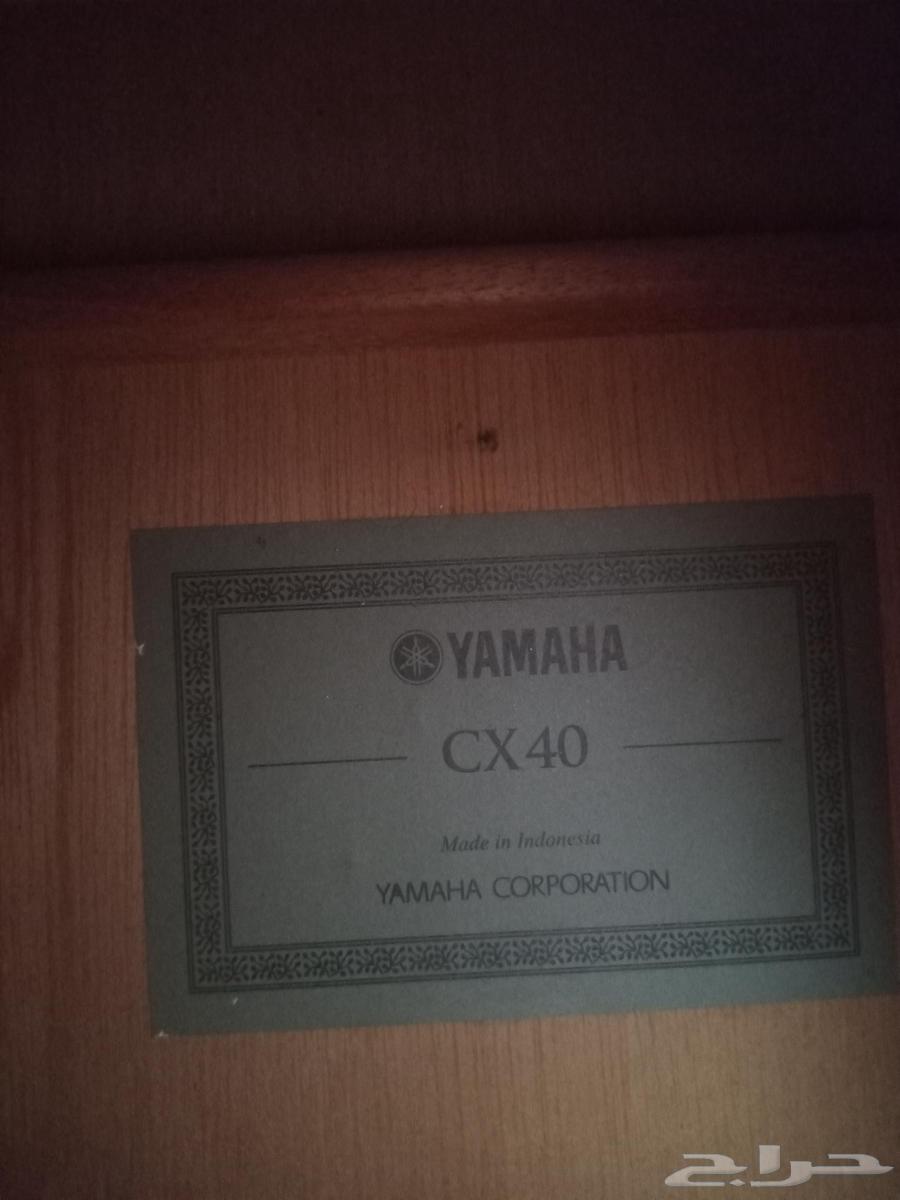 YAMAHA
CX40
Made in Indonesia
YAMAHA CORPORATION
حراج